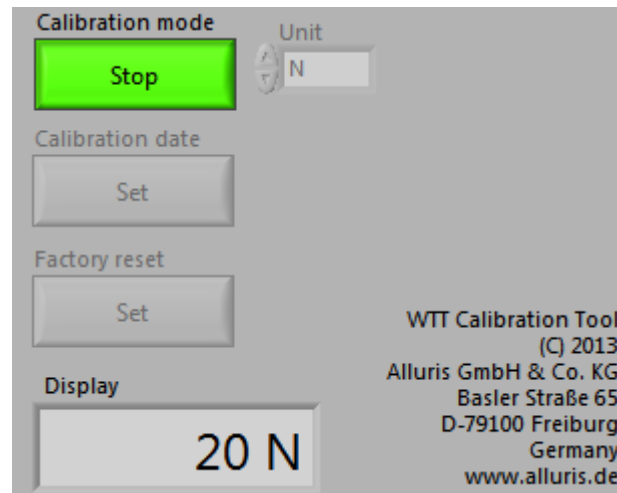 Calibration mode
Unit
Stop
N
Calibration date
Set
Factory reset
Set
WTT Calibration Tool
(C) 2013
Alluris GmbH & Co. KG
Basler Straße 65
D-79100 Freiburg
Germany
www.alluris.de
Display
20 N